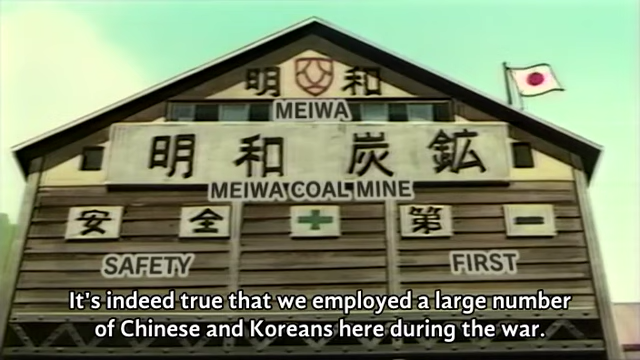 明 和
MEIWA
明和炭鉱
MEIWA COAL MINE
安全 第一
SAFETY FIRST
It's indeed true that we employed a large number
of Chinese and Koreans here during the war.